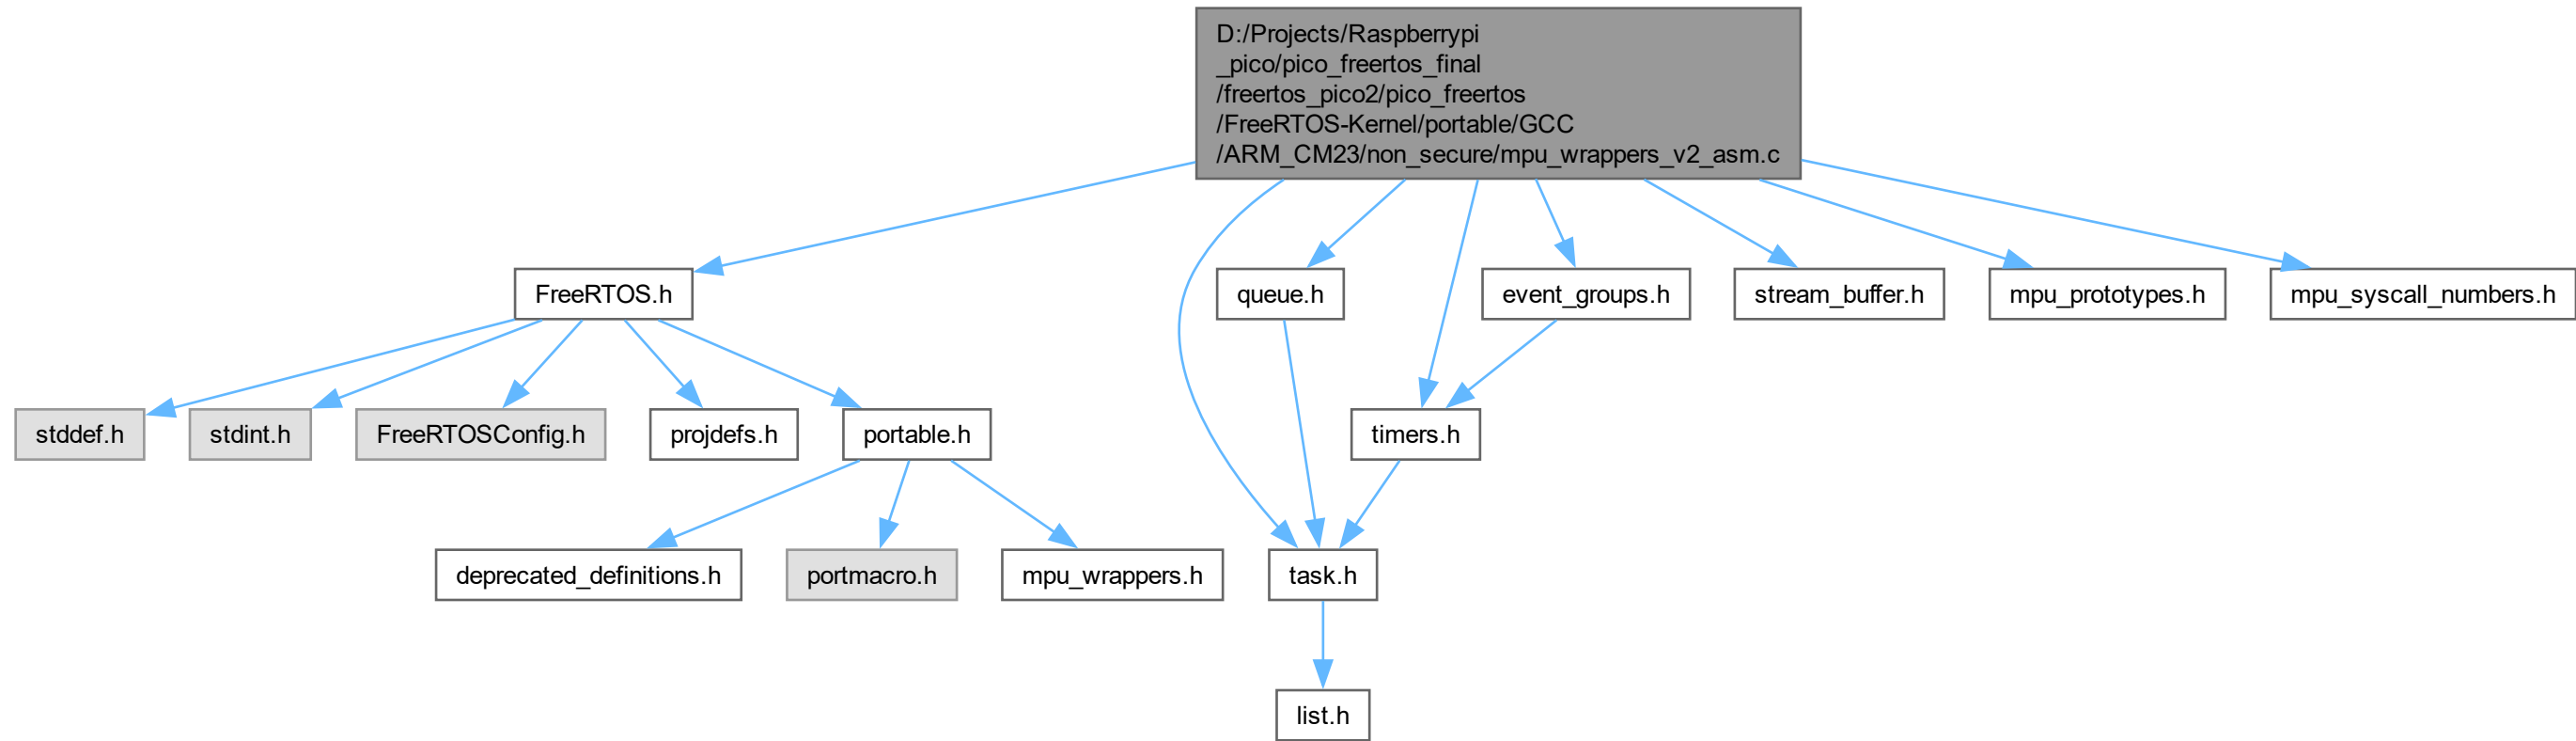 D:/Projects/Raspberrypi
_pico/pico_freertos_final
/freertos_pico2/pico_freertos
/FreeRTOS-Kernel/portable/GCC
/ARM_CM23/non_secure/mpu_wrappers_v2_asm.c
FreeRTOS.h
queue.h
event_groups.h
stream_buffer.h
mpu_prototypes.h
mpu_syscall_numbers.h
stddef.h
stdint.h
FreeRTOSConfig.h
projdefs.h
portable.h
timers.h
deprecated_definitions.h
portmacro.h
mpu_wrappers.h
task.h
list.h